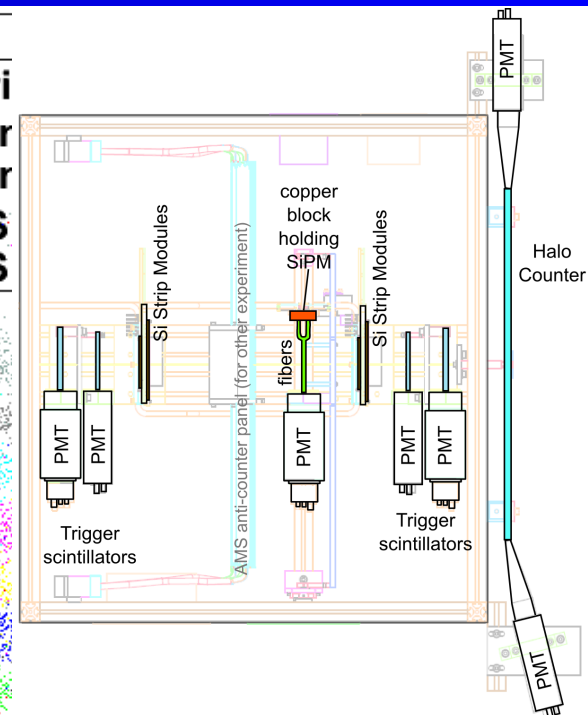 PMT
copper
block
holding
SiPM
Si Strip Modules
Si Strip Modules
Halo
Counter
AMS anti-counter panel (for other experiment)
fibers
PMT
PMT
PMT
PMT
PMT
Trigger
scintillators
Trigger
scintillators
PMT